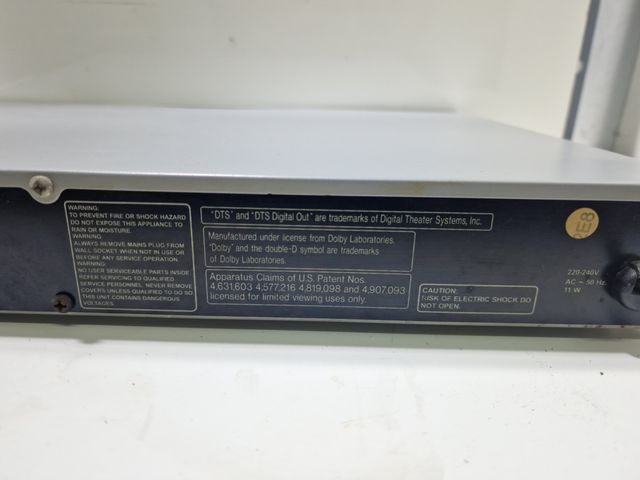 WARNING:
TO PREVENT FIRE OR SHOCK HAZARD
DO NOT EXPOSE THIS APPLIANCE TO
RAIN OR MOISTURE.
WARNING:
ALWAYS REMOVE MAINS PLUG FROM
WALL SOCKET WHEN NOT IN USE OR
BEFORE ANY SERVICE OPERATION.
WARNING:
NO USER SERVICEABLE PARTS INSIDE
REFER SERVICING TO QUALIFIED
SERVICE PERSONNEL. NEVER REMOVE
COVERS UNLESS QUALIFIED TO DO SO
THIS UNIT CONTAINS DANGEROUS
VOLTAGES.
"DTS" and "DTS Digital Out" are trademarks of Digital Theater Systems, Inc.
Manufactured under license from Dolby Laboratories.
"Dolby" and the double-D symbol are trademarks
of Dolby Laboratories.
Apparatus Claims of U.S. Patent Nos.
4,631,603 4,577,216 4,819,098 and 4,907,093
licensed for limited viewing uses only.
CAUTION:
RISK OF ELECTRIC SHOCK DO
NOT OPEN.
220-240V
AC ~ 50 Hz
11 W